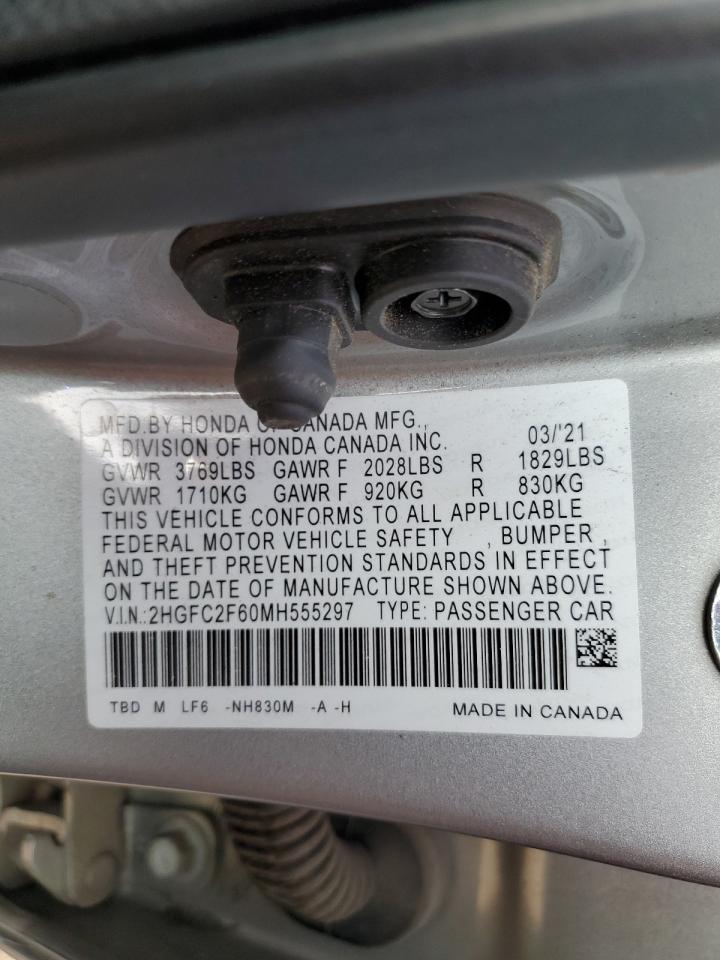 MFD.BY HONDA OF CANADA MFG.,
A DIVISION OF HONDA CANADA INC. 03/'21
GVWR 3769LBS GAWR F 2028LBS R 1829LBS
GVWR 1710KG GAWR F 920KG R 830KG
THIS VEHICLE CONFORMS TO ALL APPLICABLE
FEDERAL MOTOR VEHICLE SAFETY , BUMPER ,
AND THEFT PREVENTION STANDARDS IN EFFECT
ON THE DATE OF MANUFACTURE SHOWN ABOVE.
V.I.N.:2HGFC2F60MH555297 TYPE: PASSENGER CAR
TBD M LF6 -NH830M -A -H MADE IN CANADA